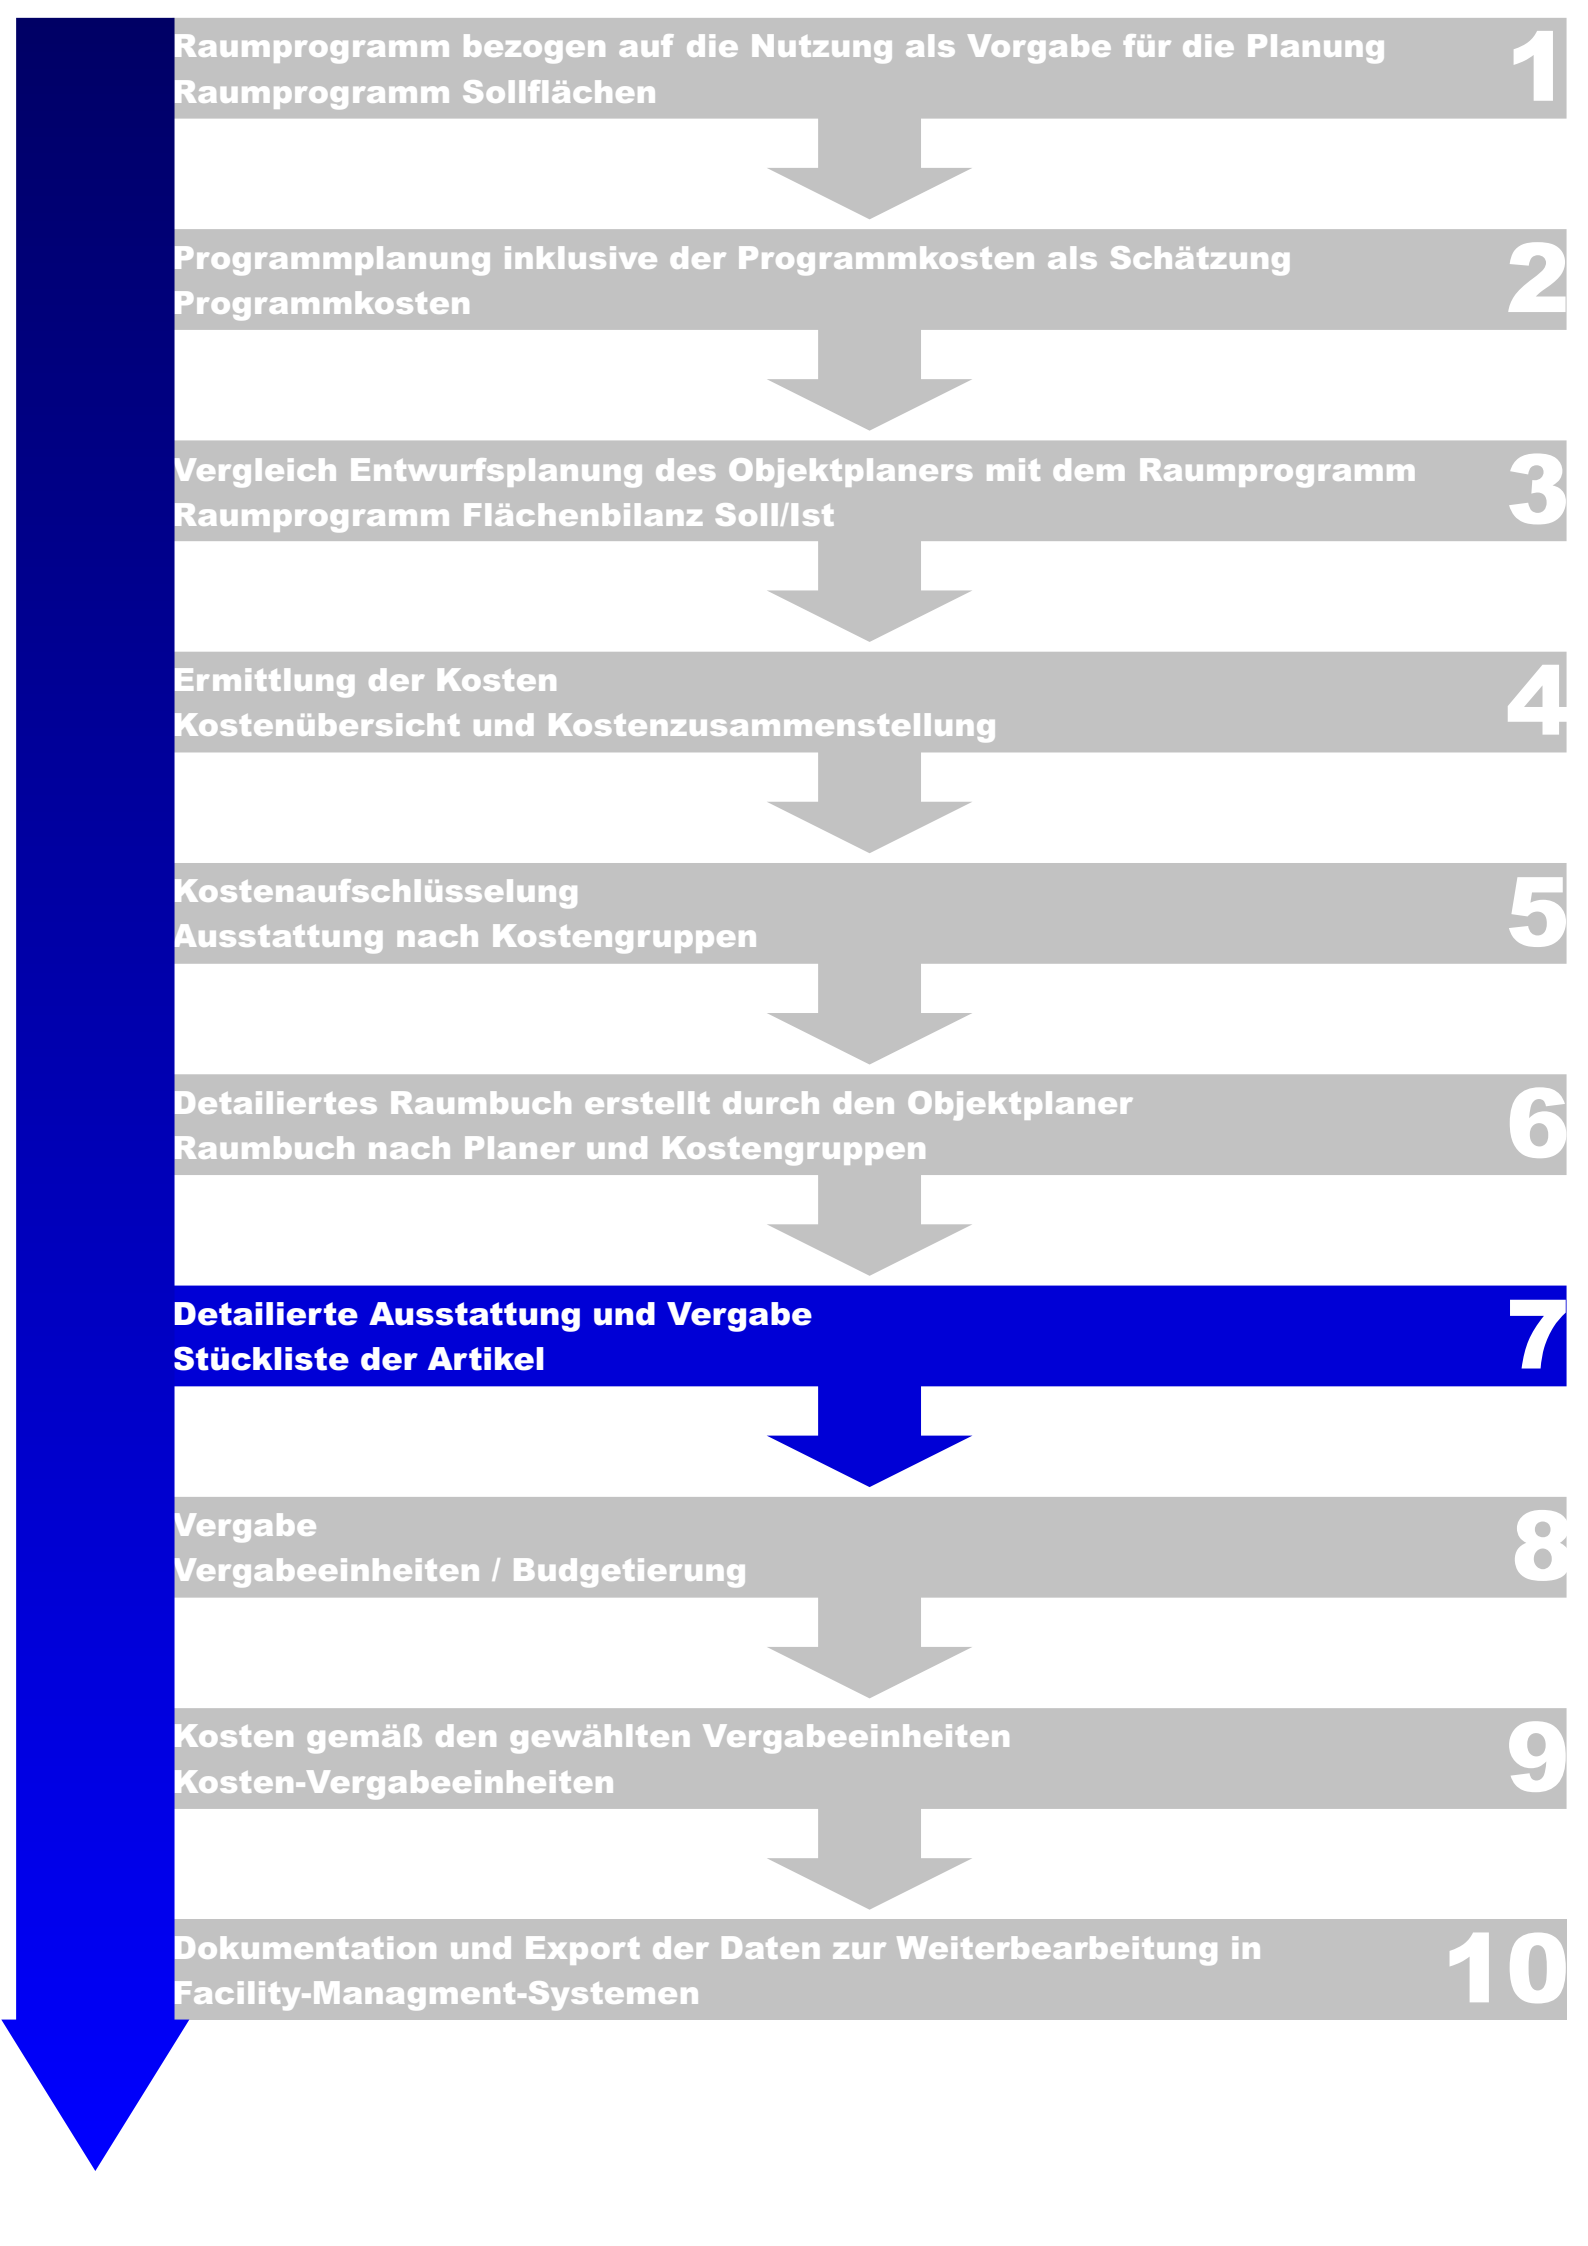 Raumprogramm bezogen auf die Nutzung als Vorgabe für die Planung
Raumprogramm Sollflächen
1
Programmplanung inklusive der Programmkosten als Schätzung
Programmkosten
2
Vergleich Entwurfsplanung des Objektplaners mit dem Raumprogramm
Raumprogramm Flächenbilanz Soll/Ist
3
Ermittlung der Kosten
Kostenübersicht und Kostenzusammenstellung
4
Kostenaufschlüsselung
Ausstattung nach Kostengruppen
5
Detailiertes Raumbuch erstellt durch den Objektplaner
Raumbuch nach Planer und Kostengruppen
6
Detailierte Ausstattung und Vergabe
Stückliste der Artikel
7
Vergabe
Vergabeeinheiten / Budgetierung
8
Kosten gemäß den gewählten Vergabeeinheiten
Kosten-Vergabeeinheiten
9
Dokumentation und Export der Daten zur Weiterbearbeitung in
Facility-Managment-Systemen
10